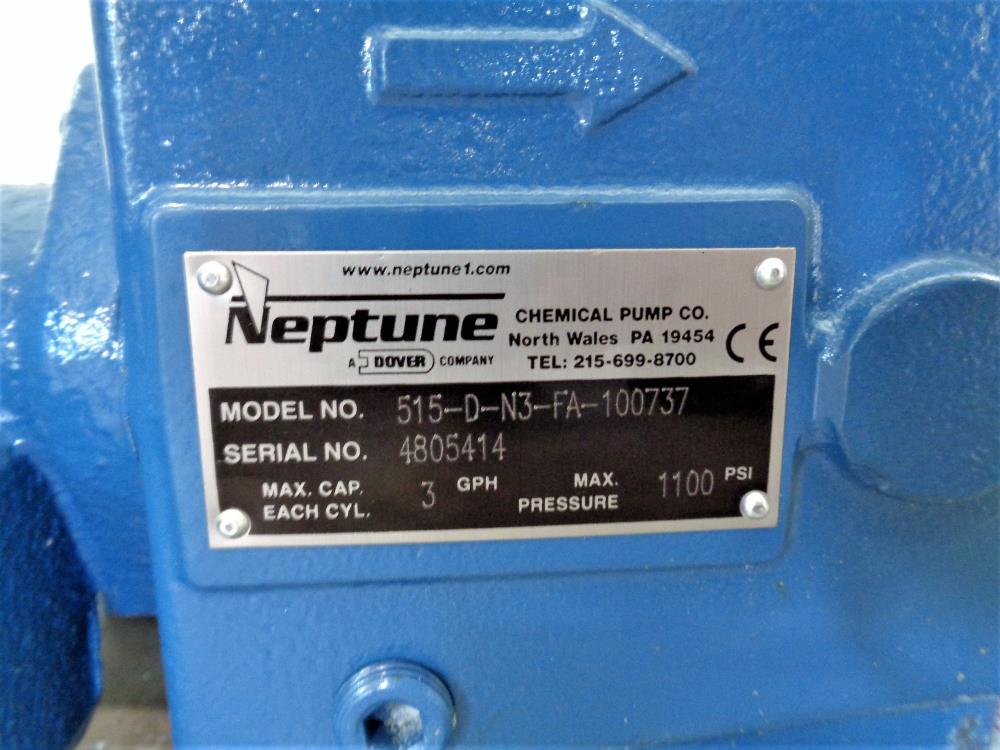 www.neptune1.com
Neptune
A DOVER COMPANY
CHEMICAL PUMP CO.
North Wales PA 19454
TEL: 215-699-8700
CE
MODEL NO. 515-D-N3-FA-100737
SERIAL NO. 4805414
MAX. CAP. EACH CYL. 3 GPH
MAX. PRESSURE 1100 PSI